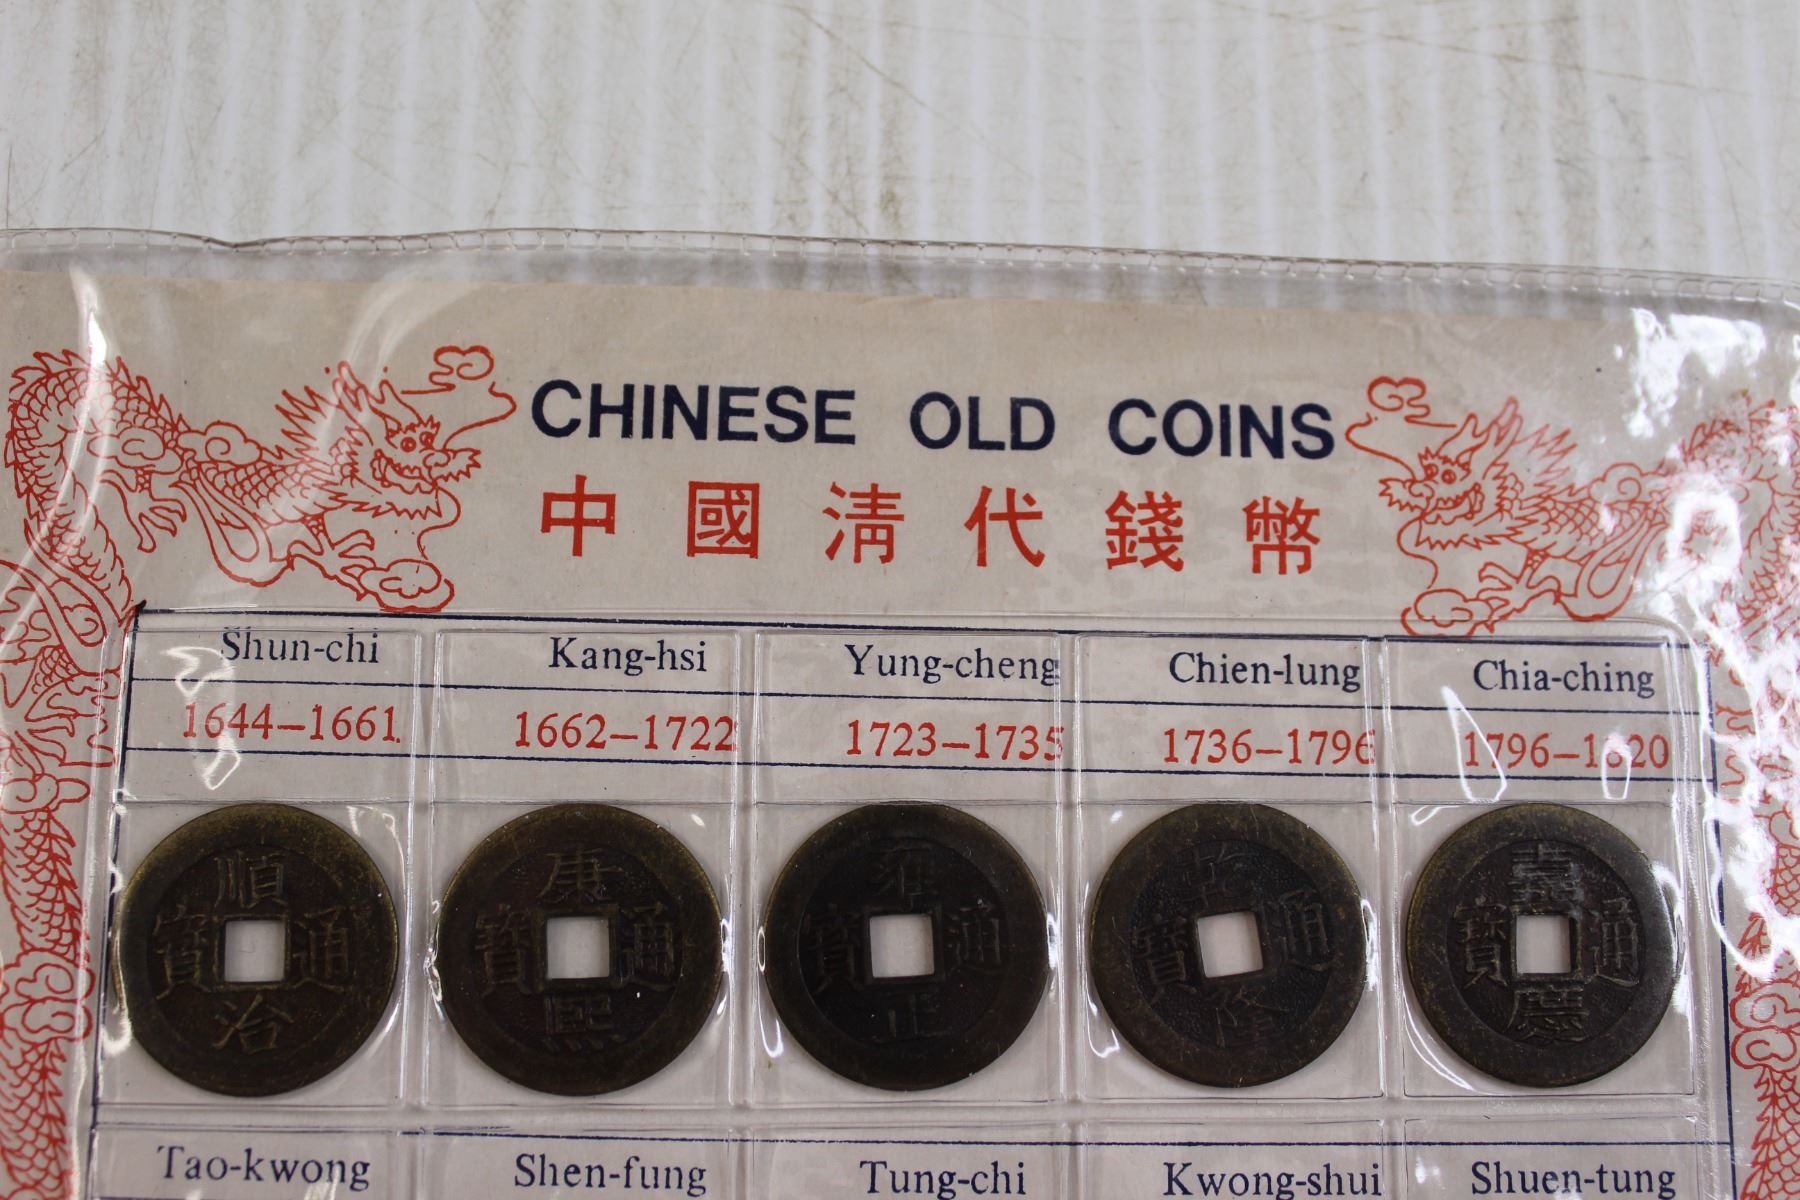 CHINESE OLD COINS
中國清代錢幣
Shun-chi Kang-hsi Yung-cheng Chien-lung Chia-ching
1644–1661 1662–1722 1723–1735 1736–1796 1796–1820
順治通寶 康熙通寶 雍正通寶 乾隆通寶 嘉慶通寶
Tao-kwong Shen-fung Tung-chi Kwong-shui Shuen-tung